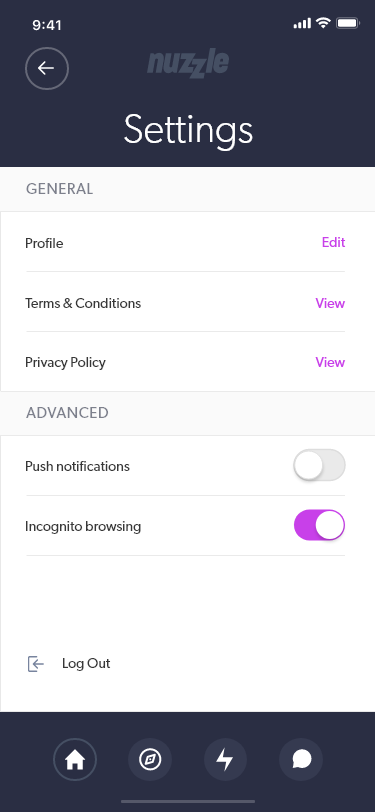 9:41
nuzzle
Settings
GENERAL
Profile Edit
Terms & Conditions View
Privacy Policy View
ADVANCED
Push notifications
Incognito browsing
Log Out